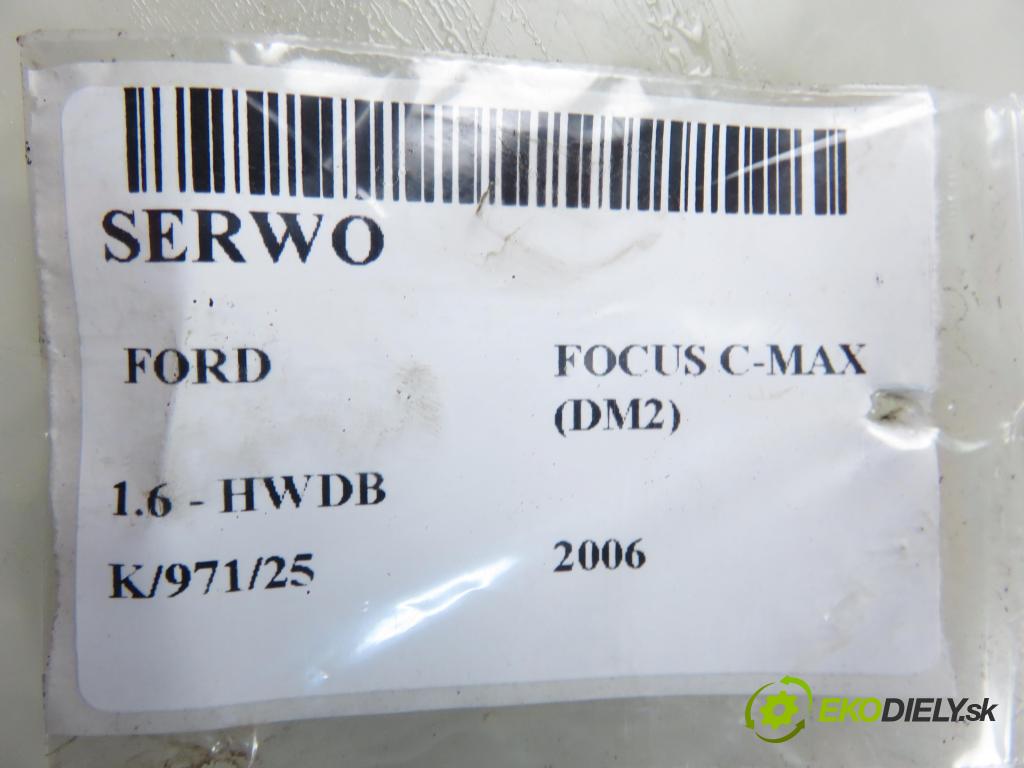 SERWO
FORD
FOCUS C-MAX
(DM2)
1.6 - HWDB
K/971/25
2006
EKODIELY.sk